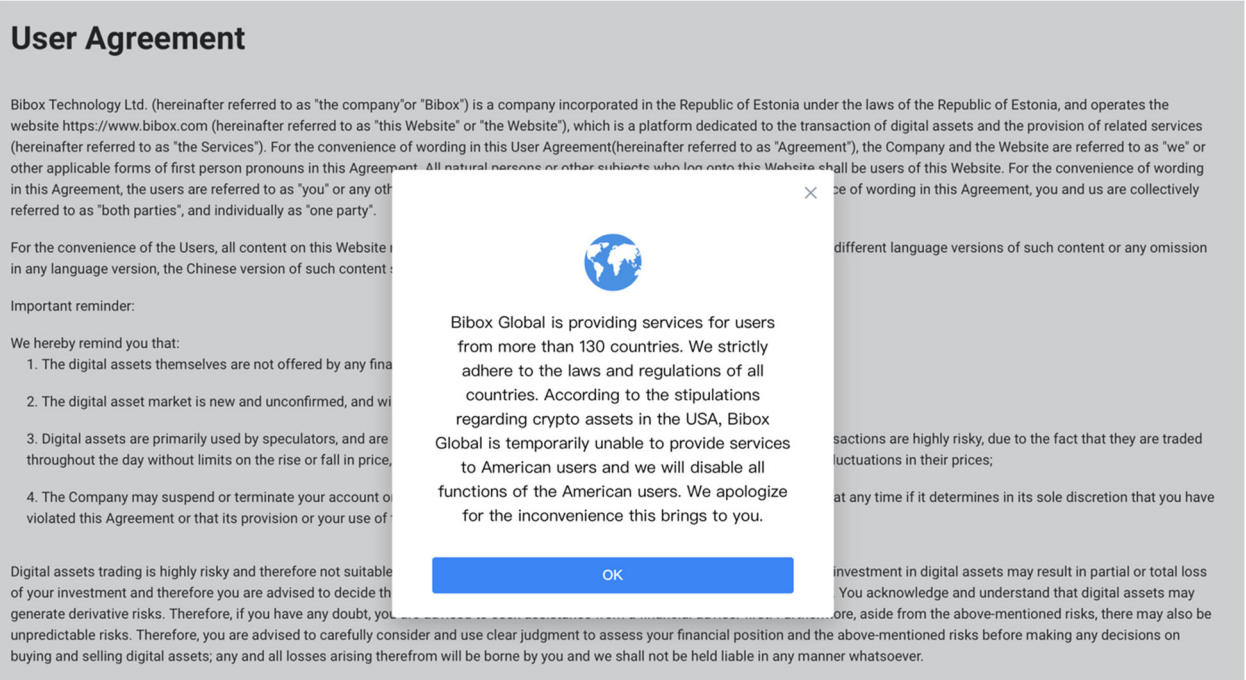 User Agreement
Bibox Technology Ltd. (hereinafter referred to as "the company"or "Bibox") is a company incorporated in the Republic of Estonia under the laws of the Republic of Estonia, and operates the
website https://www.bibox.com (hereinafter referred to as "this Website" or "the Website"), which is a platform dedicated to the transaction of digital assets and the provision of related services
(hereinafter referred to as "the Services"). For the convenience of wording in this User Agreement(hereinafter referred to as "Agreement"), the Company and the Website are referred to as "we" or
other applicable forms of first person pronouns in this Agreement. All natural persons or other subjects who log onto this Website shall be users of this Website. For the convenience of wording
in this Agreement, the users are referred to as "you" or any oth
ce of wording in this Agreement, you and us are collectively
referred to as "both parties", and individually as "one party".
For the convenience of the Users, all content on this Website
different language versions of such content or any omission
in any language version, the Chinese version of such content
Important reminder:
We hereby remind you that:
1. The digital assets themselves are not offered by any fina
2. The digital asset market is new and unconfirmed, and wi
3. Digital assets are primarily used by speculators, and are
sactions are highly risky, due to the fact that they are traded
throughout the day without limits on the rise or fall in price,
luctuations in their prices;
4. The Company may suspend or terminate your account o
at any time if it determines in its sole discretion that you have
violated this Agreement or that its provision or your use of
Digital assets trading is highly risky and therefore not suitable
investment in digital assets may result in partial or total loss
of your investment and therefore you are advised to decide th
. You acknowledge and understand that digital assets may
generate derivative risks. Therefore, if you have any doubt, you
ore, aside from the above-mentioned risks, there may also be
unpredictable risks. Therefore, you are advised to carefully consider and use clear judgment to assess your financial position and the above-mentioned risks before making any decisions on
buying and selling digital assets; any and all losses arising therefrom will be borne by you and we shall not be held liable in any manner whatsoever.
Bibox Global is providing services for users
from more than 130 countries. We strictly
adhere to the laws and regulations of all
countries. According to the stipulations
regarding crypto assets in the USA, Bibox
Global is temporarily unable to provide services
to American users and we will disable all
functions of the American users. We apologize
for the inconvenience this brings to you.
OK